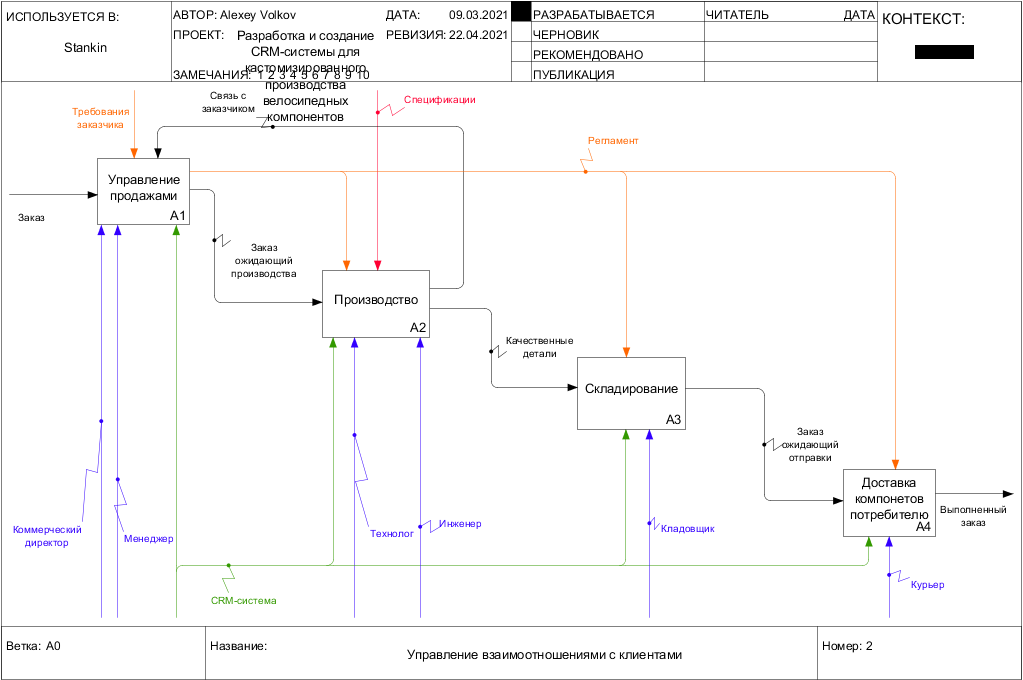 ИСПОЛЬЗУЕТСЯ В:
Stankin
АВТОР: Alexey Volkov
ДАТА: 09.03.2021
ПРОЕКТ:
Разработка и создание
CRM-системы для
кастомизированного
производства
велосипедных
компонентов
РЕВИЗИЯ: 22.04.2021
ЗАМЕЧАНИЯ: 1 2 3 4 5 6 7 8 9 10
РАЗРАБАТЫВАЕТСЯ
ЧЕРНОВИК
РЕКОМЕНДОВАНО
ПУБЛИКАЦИЯ
ЧИТАТЕЛЬ
ДАТА
КОНТЕКСТ:
Требования
заказчика
Связь с
заказчиком
Спецификации
Регламент
Управление
продажами
A1
Заказ
Заказ
ожидающий
производства
Производство
A2
Качественные
детали
Складирование
A3
Заказ
ожидающий
отправки
Доставка
компонетов
потребителю
A4
Выполненный
заказ
Коммерческий
директор
Менеджер
Технолог
Инженер
Кладовщик
Курьер
CRM-система
Ветка: A0
Название:
Управление взаимоотношениями с клиентами
Номер: 2